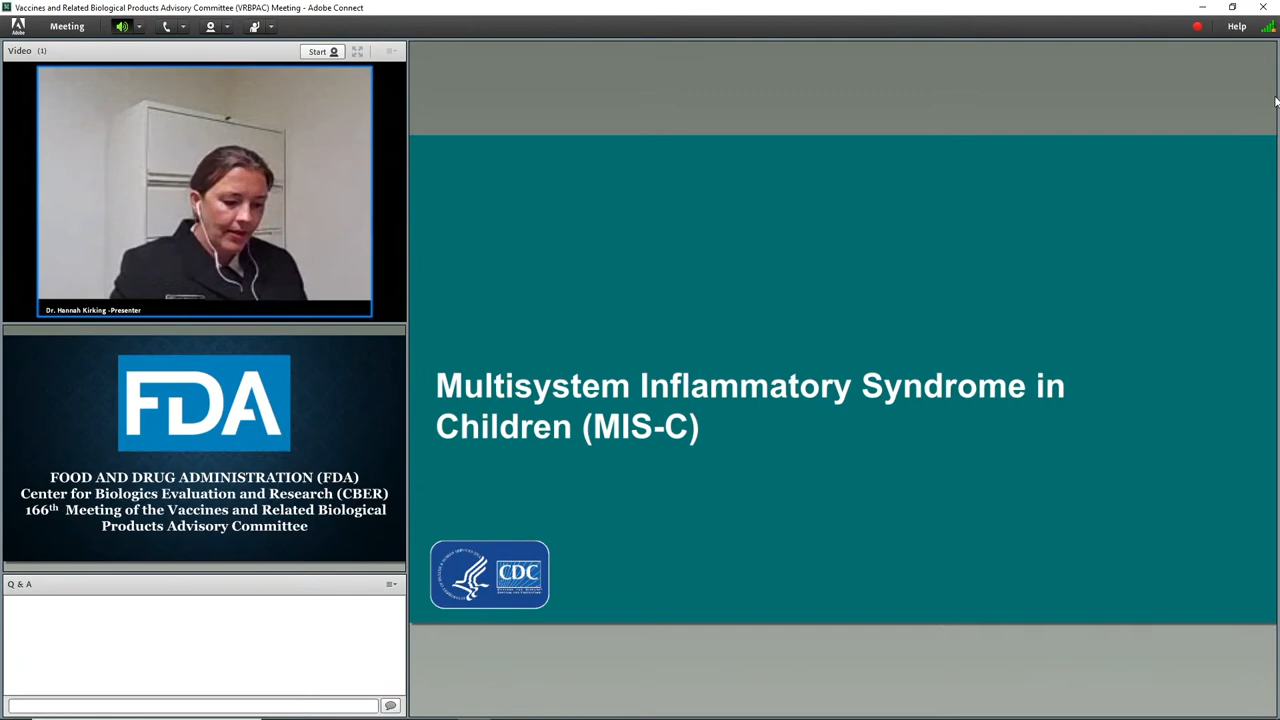 Vaccines and Related Biological Products Advisory Committee (VRBPAC) Meeting - Adobe Connect
Adobe
Meeting
Help
Video (1)
Start
Dr. Hannah Kirking -Presenter
FDA
FOOD AND DRUG ADMINISTRATION (FDA)
Center for Biologics Evaluation and Research (CBER)
166th Meeting of the Vaccines and Related Biological
Products Advisory Committee
Q & A
Multisystem Inflammatory Syndrome in
Children (MIS-C)
CDC